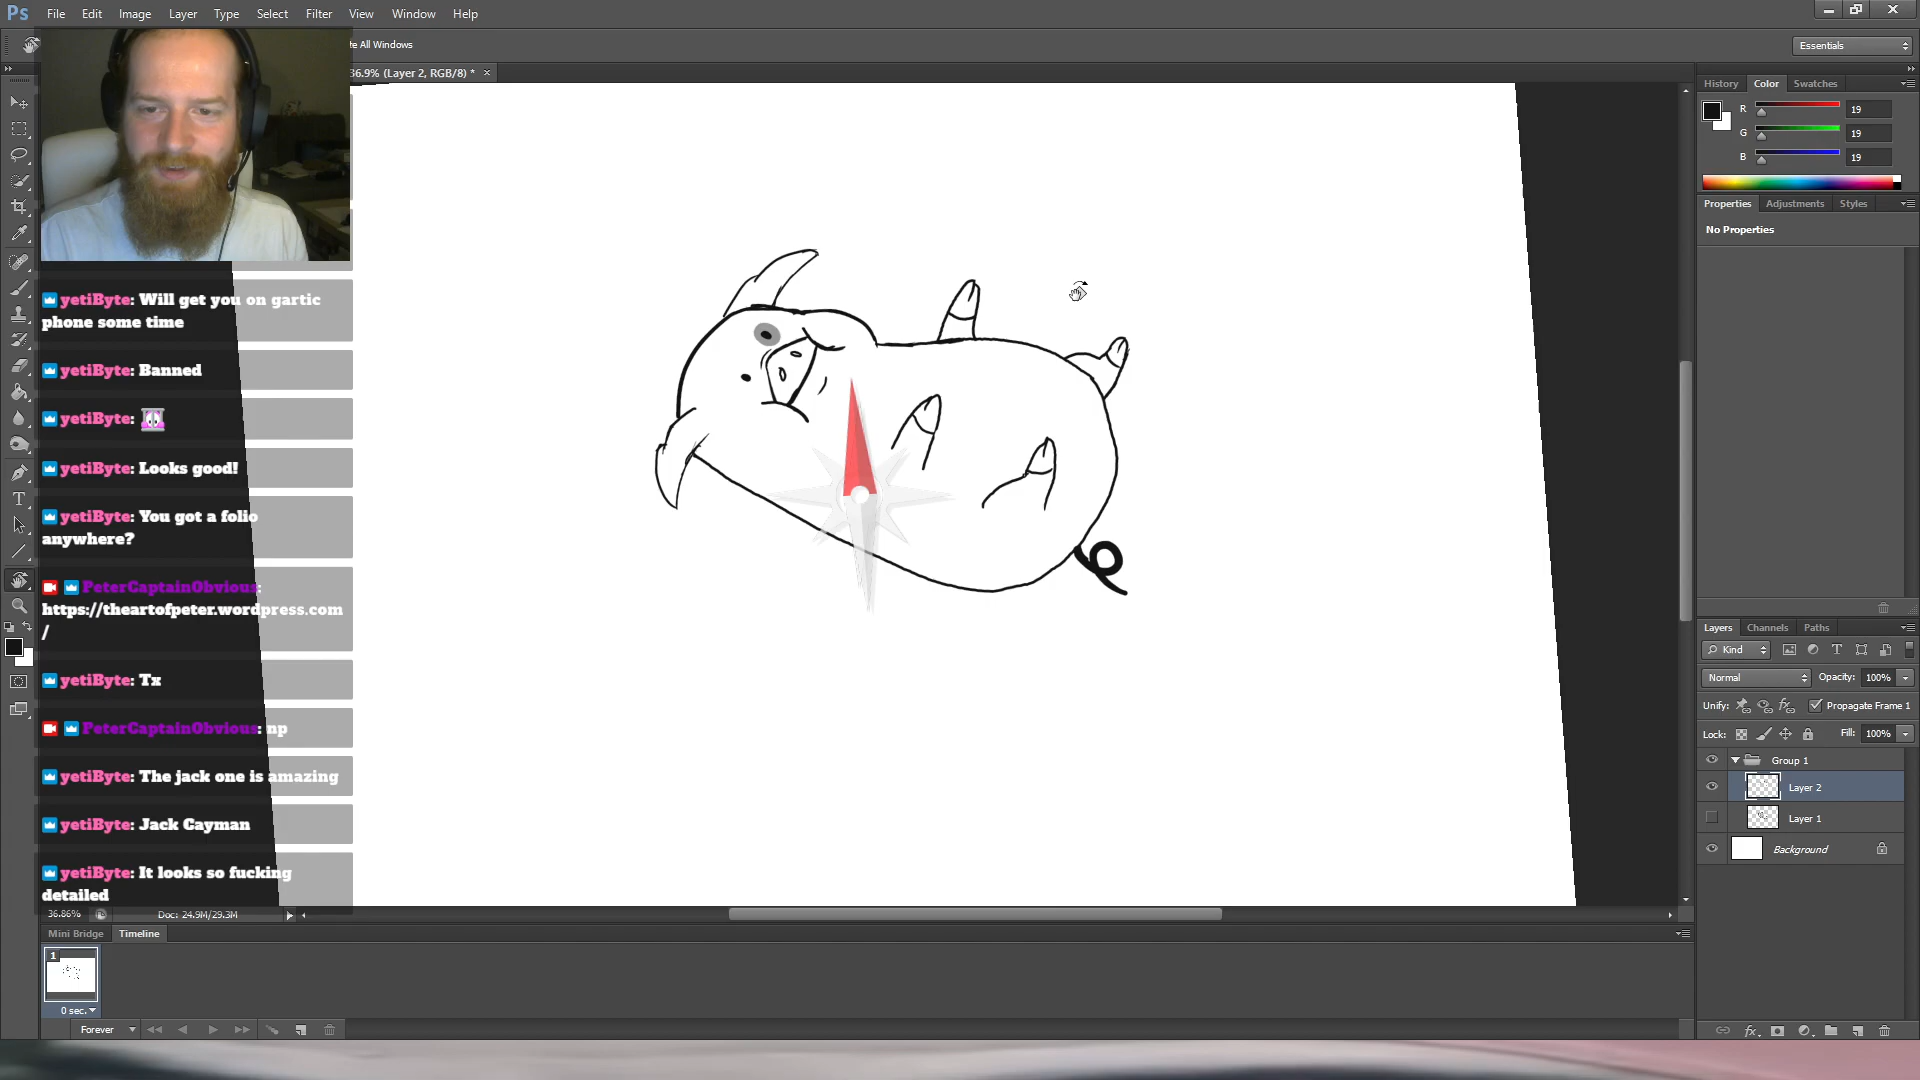 Ps File Edit Image Layer Type Select Filter View Window Help
te All Windows
Essentials
36.9% (Layer 2, RGB/8) * ×
History Color Swatches
R 19
G 19
B 19
Properties Adjustments Styles
No Properties
yetiByte: Will get you on gartic
phone some time
yetiByte: Banned
yetiByte:
yetiByte: Looks good!
yetiByte: You got a folio
anywhere?
PeterCaptainObvious:
https://theartofpeter.wordpress.com
/
yetiByte: Tx
PeterCaptainObvious: np
yetiByte: The jack one is amazing
yetiByte: Jack Cayman
yetiByte: It looks so fucking
detailed
Layers Channels Paths
Kind
Normal Opacity: 100%
Unify: Propagate Frame 1
Lock: Fill: 100%
Group 1
Layer 2
Layer 1
Background
36.86% Doc: 24.9M/29.3M
Mini Bridge Timeline
1
0 sec.
Forever